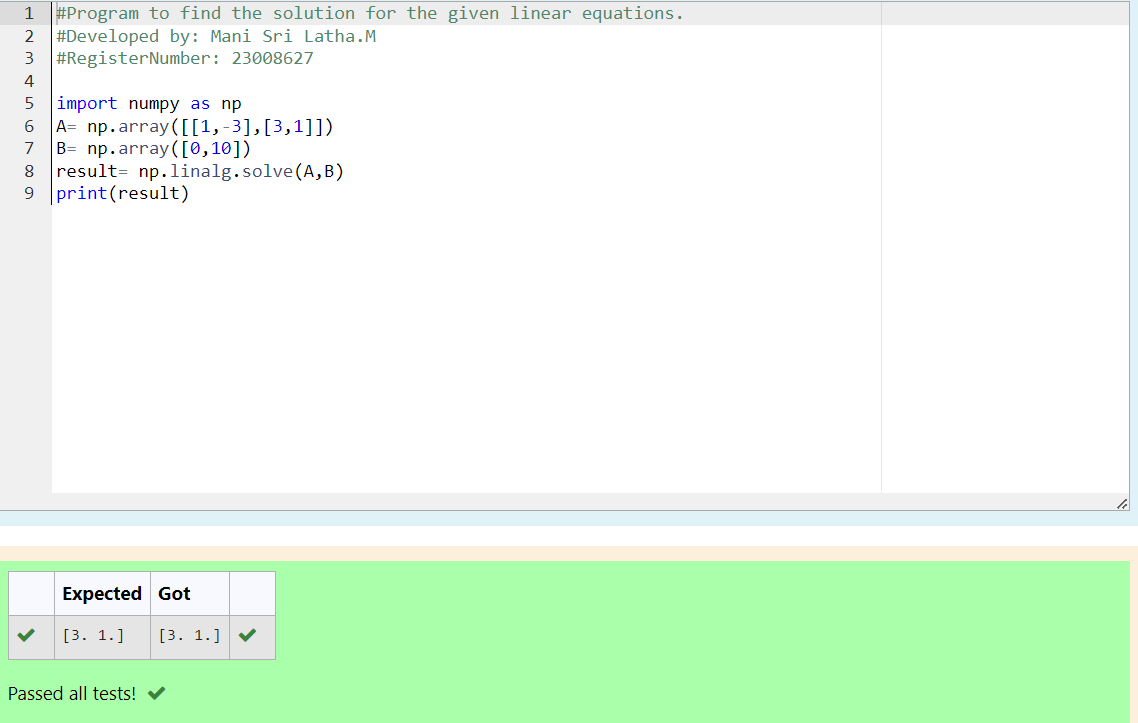 1 #Program to find the solution for the given linear equations.
2 #Developed by: Mani Sri Latha.M
3 #RegisterNumber: 23008627
4
5 import numpy as np
6 A= np.array([[1,-3],[3,1]])
7 B= np.array([0,10])
8 result= np.linalg.solve(A,B)
9 print(result)
Expected Got
[3. 1.] [3. 1.]
Passed all tests!